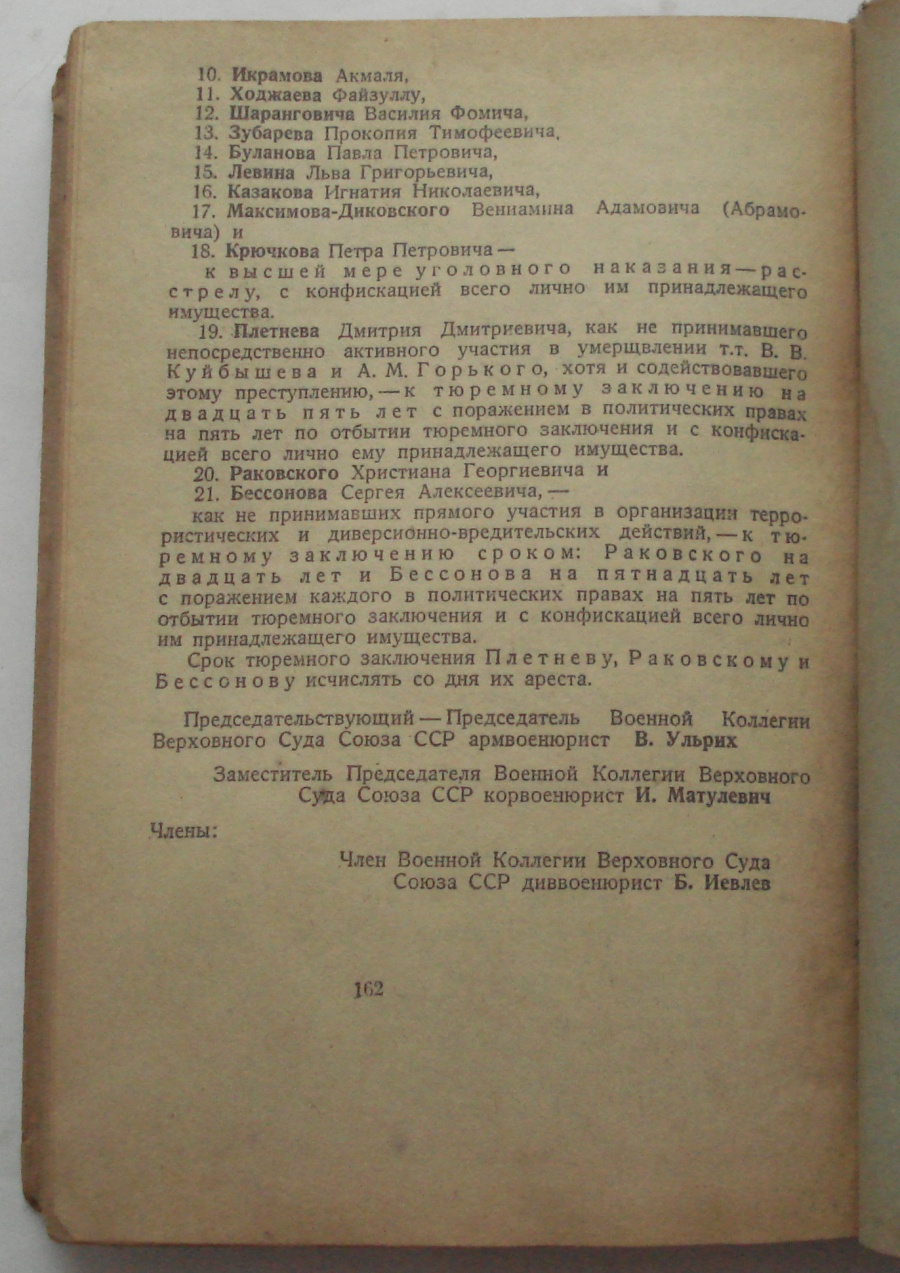 10. Икрамова Акмаля,
11. Ходжаева Файзуллу,
12. Шаранговича Василия Фомича,
13. Зубарева Прокопия Тимофеевича,
14. Буланова Павла Петровича,
15. Левина Льва Григорьевича,
16. Казакова Игнатия Николаевича,
17. Максимова-Диковского Вениамина Адамовича (Абрамо-
вича) и
18. Крючкова Петра Петровича —
к высшей мере уголовного наказания—рас-
стрелу, с конфискацией всего лично им принадлежащего
имущества.
19. Плетнева Дмитрия Дмитриевича, как не принимавшего
непосредственно активного участия в умерщвлении т.т. В. В.
Куйбышева и А. М. Горького, хотя и содействовавшего
этому преступлению,—к тюремному заключению на
двадцать пять лет с поражением в политических правах
на пять лет по отбытии тюремного заключения и с конфиска-
цией всего лично ему принадлежащего имущества.
20. Раковского Христиана Георгиевича и
21. Бессонова Сергея Алексеевича,—
как не принимавших прямого участия в организации терро-
ристических и диверсионно-вредительских действий,—к тю-
ремному заключению сроком: Раковского на
двадцать лет и Бессонова на пятнадцать лет
с поражением каждого в политических правах на пять лет по
отбытии тюремного заключения и с конфискацией всего лично
им принадлежащего имущества.
Срок тюремного заключения Плетневу, Раковскому и
Бессонову исчислять со дня их ареста.
Председательствующий — Председатель Военной Коллегии
Верховного Суда Союза ССР армвоенюрист В. Ульрих
Заместитель Председателя Военной Коллегии Верховного
Суда Союза ССР корвоенюрист И. Матулевич
Члены:
Член Военной Коллегии Верховного Суда
Союза ССР диввоенюрист Б. Иевлев
162